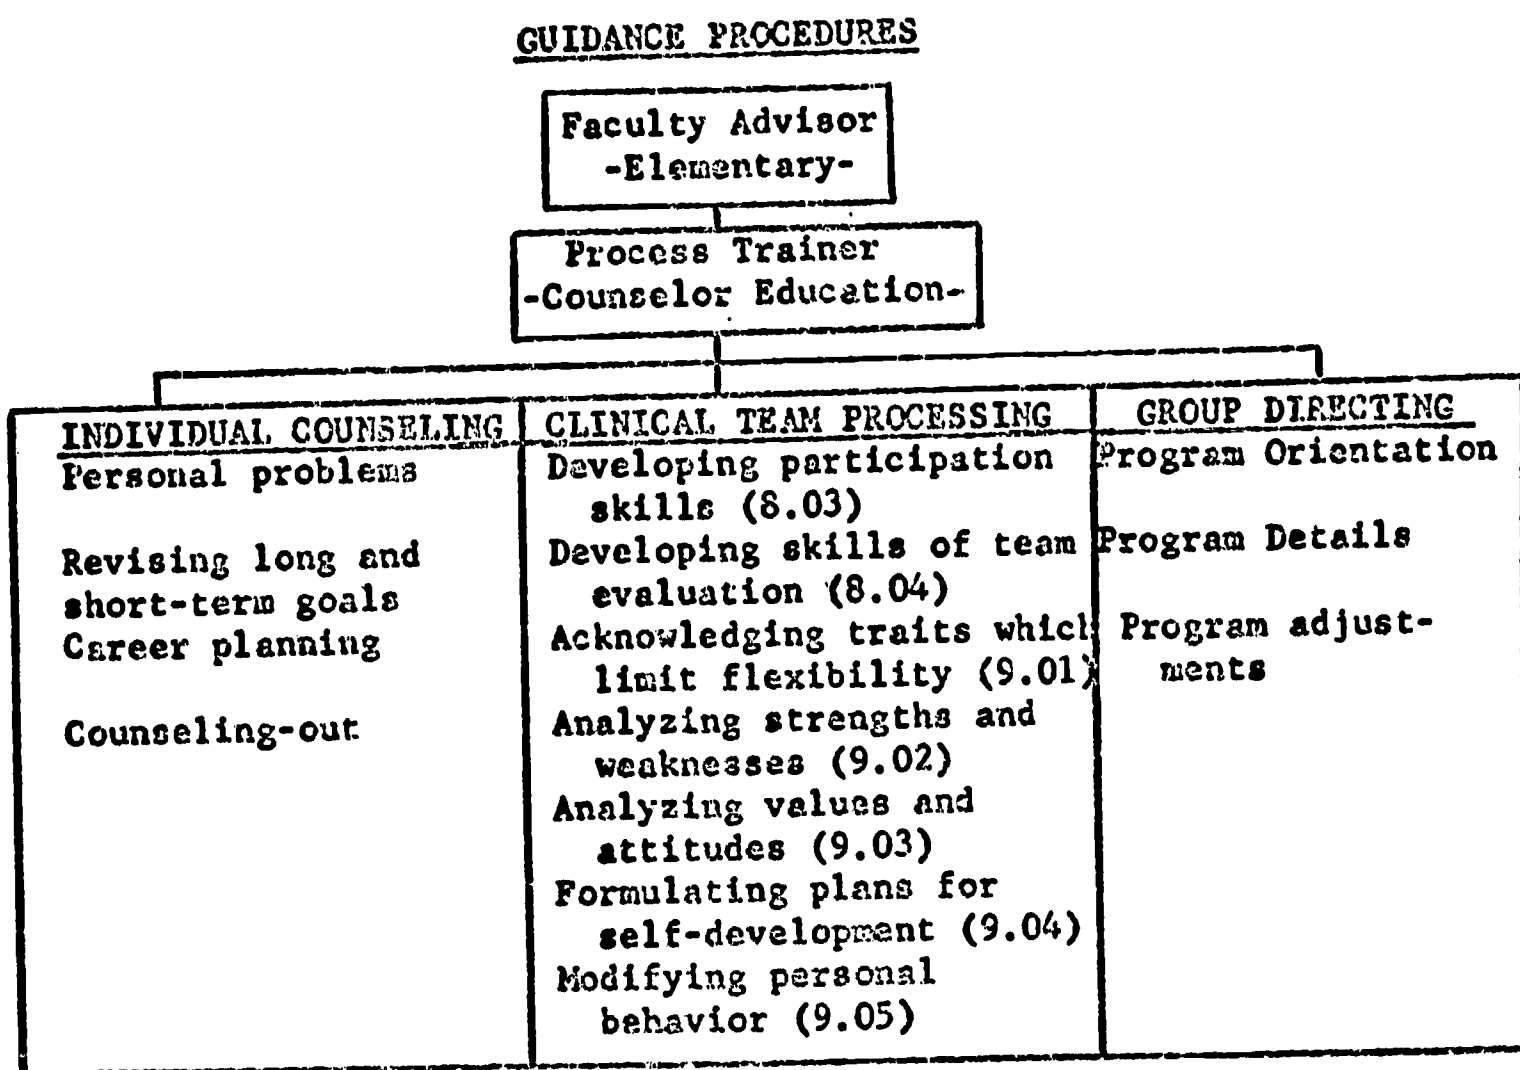 GUIDANCE PROCEDURES
Faculty Advisor
-Elementary-
Process Trainer
-Counselor Education-
INDIVIDUAL COUNSELING
Personal problems
Revising long and
short-term goals
Career planning
Counseling-out
CLINICAL TEAM PROCESSING
Developing participation
skills (8.03)
Developing skills of team
evaluation (8.04)
Acknowledging traits which
limit flexibility (9.01)
Analyzing strengths and
weaknesses (9.02)
Analyzing values and
attitudes (9.03)
Formulating plans for
self-development (9.04)
Modifying personal
behavior (9.05)
GROUP DIRECTING
Program Orientation
Program Details
Program adjust-
ments